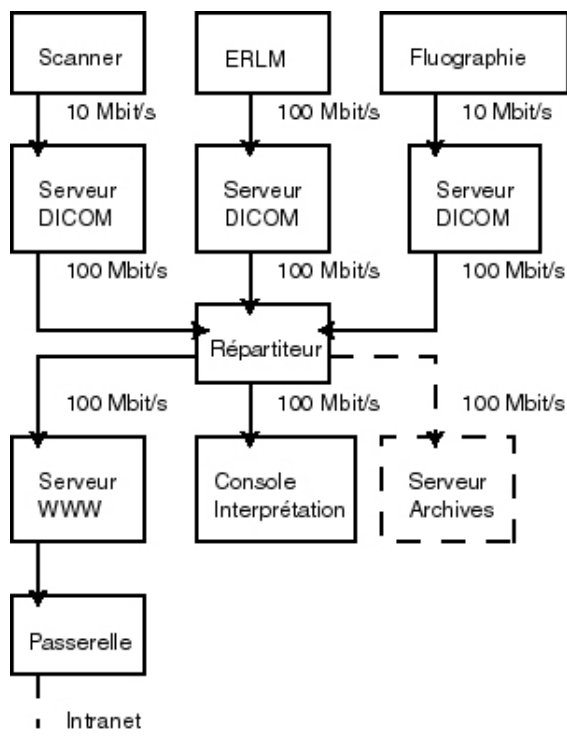 Scanner
ERLM
Fluographie
10 Mbit/s
100 Mbit/s
10 Mbit/s
Serveur
DICOM
Serveur
DICOM
Serveur
DICOM
100 Mbit/s
100 Mbit/s
100 Mbit/s
Répartiteur
100 Mbit/s
100 Mbit/s
100 Mbit/s
Serveur
WWW
Console
Interprétation
Serveur
Archives
Passerelle
Intranet